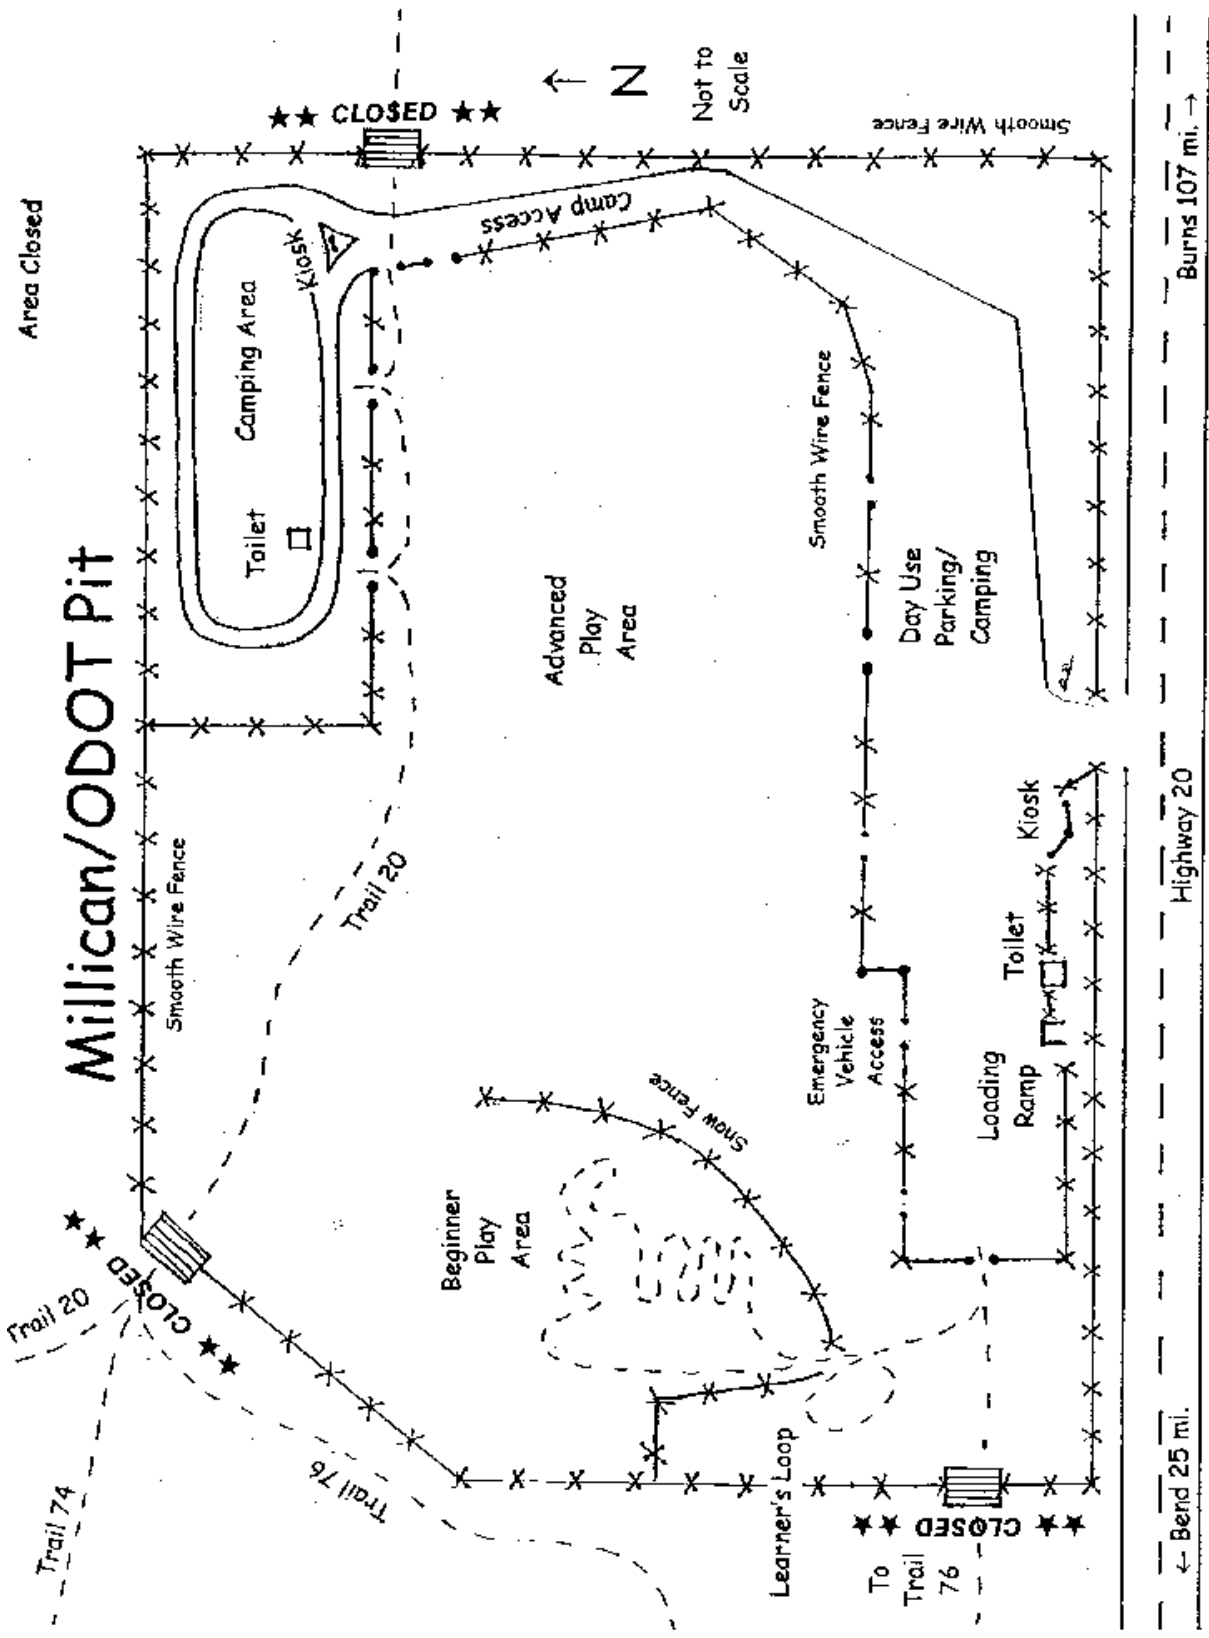 Millican/ODOT Pit
Area Closed
Trail 20
Trail 74
★★ CLOSED ★★
Trail 76
Smooth Wire Fence
Trail 20
Toilet
Camping Area
Kiosk
★★ CLOSED ★★
N
Not to
Scale
Camp Access
Smooth Wire Fence
Beginner
Play
Area
Snow Fence
Advanced
Play
Area
Smooth Wire Fence
Learner's Loop
Emergency
Vehicle
Access
Day Use
Parking/
Camping
To
Trail
76
★★ CLOSED ★★
Loading
Ramp
Toilet
Kiosk
← Bend 25 mi.
Highway 20
Burns 107 mi. →